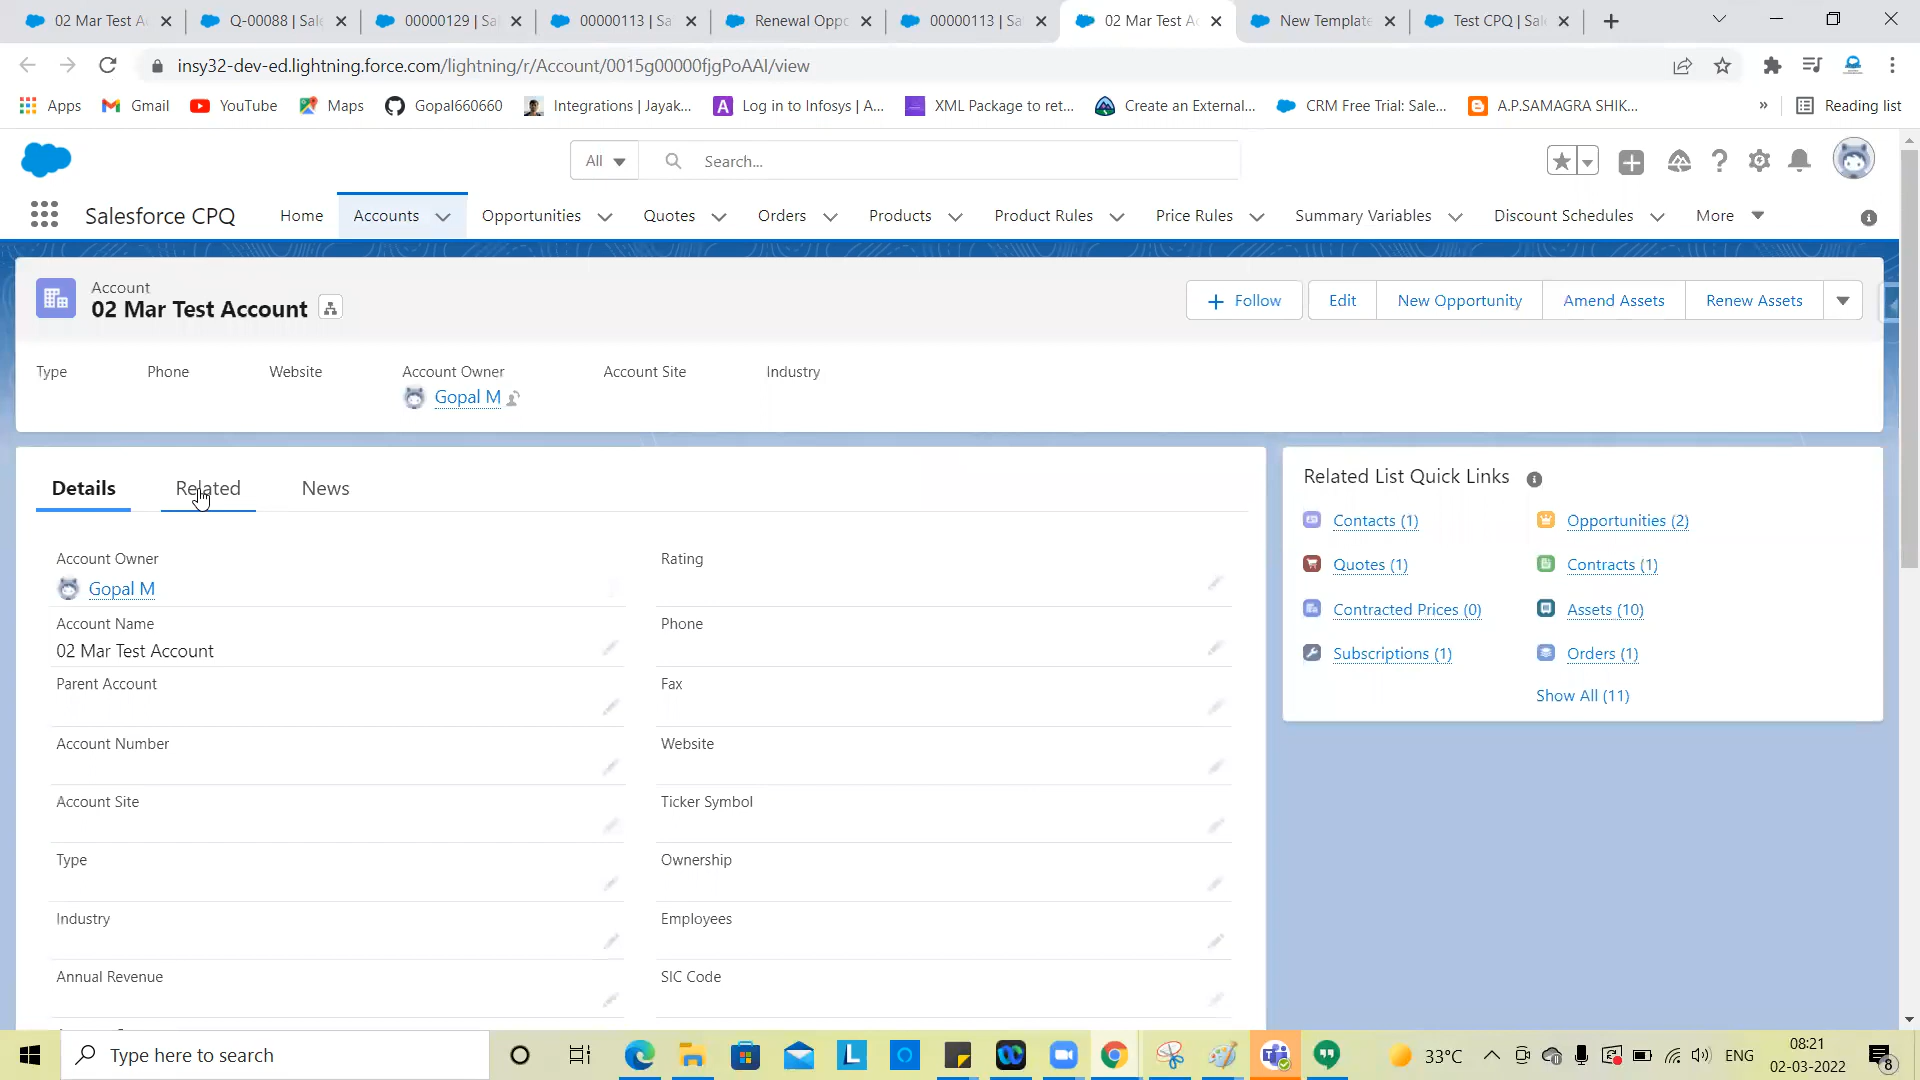 02 Mar Test A
Q-00088 | Sale
00000129 | Sa
00000113 | Sa
Renewal Oppo
00000113 | Sa
02 Mar Test Ac
New Template
Test CPQ | Sal
insy32-dev-ed.lightning.force.com/lightning/r/Account/0015g00000fjgPoAAI/view
Apps
Gmail
YouTube
Maps
Gopal660660
Integrations | Jayak...
Log in to Infosys | A...
XML Package to ret...
Create an External...
CRM Free Trial: Sale...
A.P.SAMAGRA SHIK...
»
Reading list
All
Search...
Salesforce CPQ
Home
Accounts
Opportunities
Quotes
Orders
Products
Product Rules
Price Rules
Summary Variables
Discount Schedules
More
Account
02 Mar Test Account
+ Follow
Edit
New Opportunity
Amend Assets
Renew Assets
Type
Phone
Website
Account Owner
Account Site
Industry
Gopal M
Details
Related
News
Account Owner
Gopal M
Rating
Account Name
02 Mar Test Account
Phone
Parent Account
Fax
Account Number
Website
Account Site
Ticker Symbol
Type
Ownership
Industry
Employees
Annual Revenue
SIC Code
Related List Quick Links
Contacts (1)
Opportunities (2)
Quotes (1)
Contracts (1)
Contracted Prices (0)
Assets (10)
Subscriptions (1)
Orders (1)
Show All (11)
Type here to search
33°C
ENG
08:21
02-03-2022
8